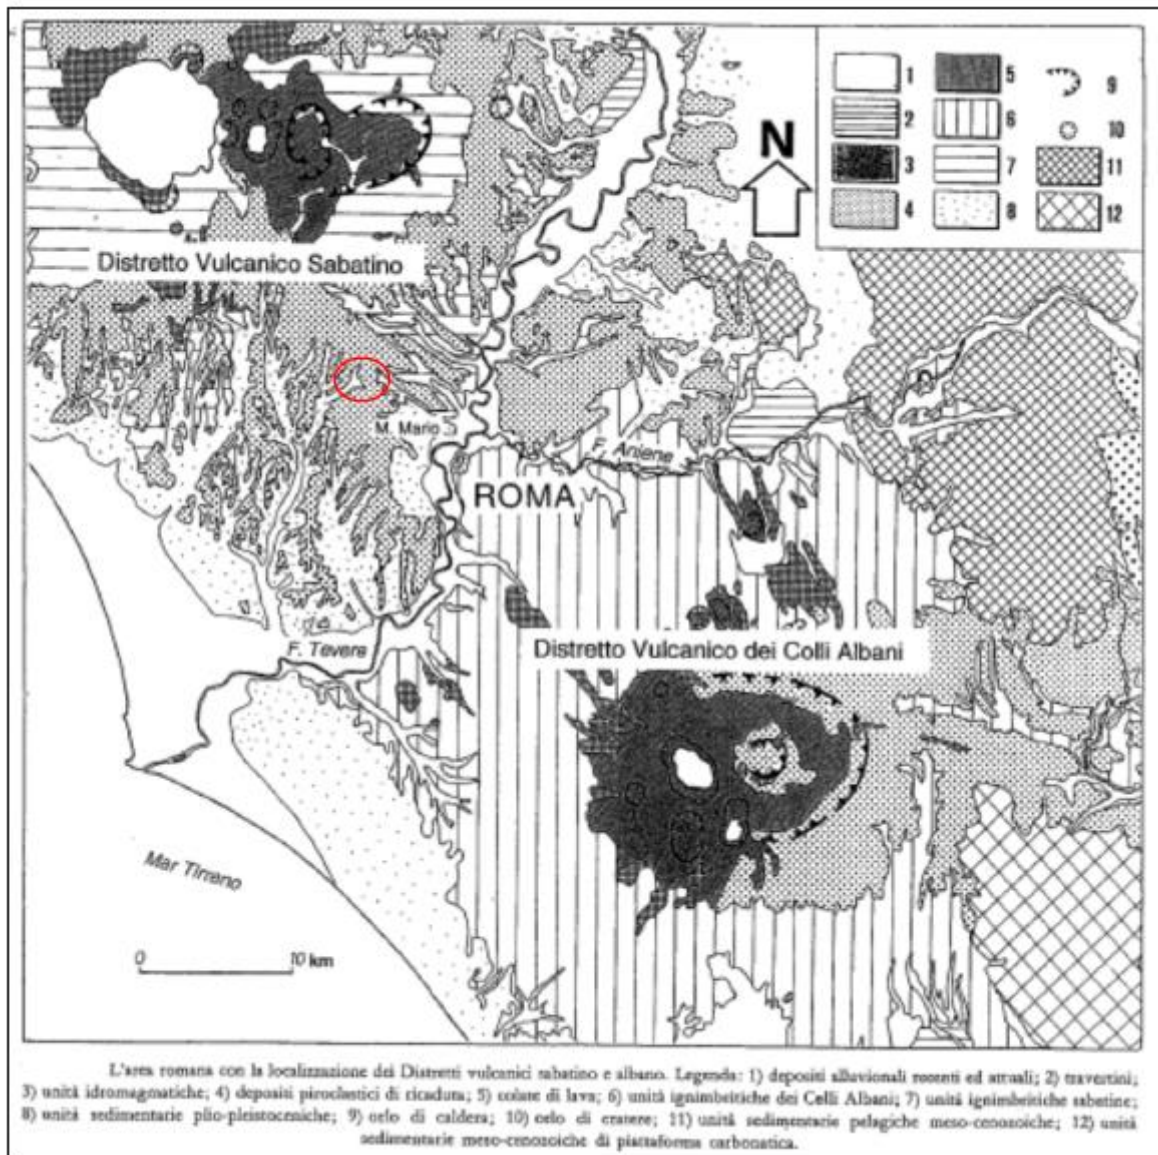 1
5
9
2
6
10
3
7
11
4
8
12
N
Distretto Vulcanico Sabatino
M. Mario
F. Aniene
ROMA
F. Tevere
Distretto Vulcanico dei Colli Albani
Mar Tirreno
0 10 km
L'area romana con la localizzazione dei Distretti vulcanici sabatino e albano. Legenda: 1) depositi alluvionali recenti ed attuali; 2) travertini;
3) unità idromagmatiche; 4) depositi piroclastici di ricaduta; 5) colate di lava; 6) unità ignimbritiche dei Colli Albani; 7) unità ignimbritiche sabatine;
8) unità sedimentarie plio-pleistoceniche; 9) orlo di caldera; 10) orlo di cratere; 11) unità sedimentarie pelagiche meso-cenozoiche; 12) unità
sedimentarie meso-cenozoiche di piattaforma carbonatica.